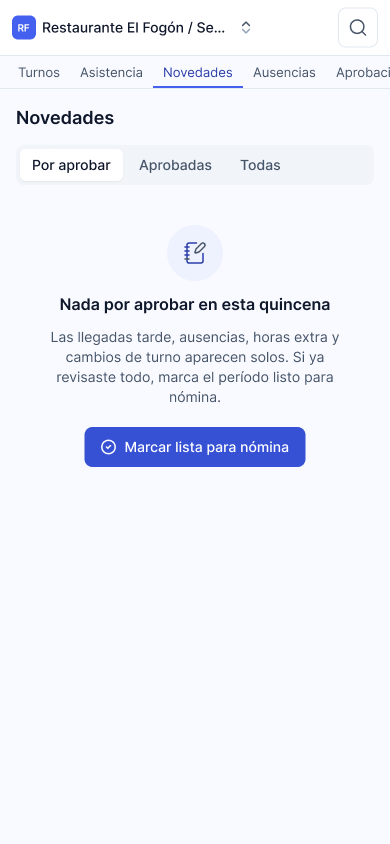 RF Restaurante El Fogón / Se...
Turnos Asistencia Novedades Ausencias Aprobaci
Novedades
Por aprobar Aprobadas Todas
Nada por aprobar en esta quincena
Las llegadas tarde, ausencias, horas extra y
cambios de turno aparecen solos. Si ya
revisaste todo, marca el período listo para
nómina.
Marcar lista para nómina